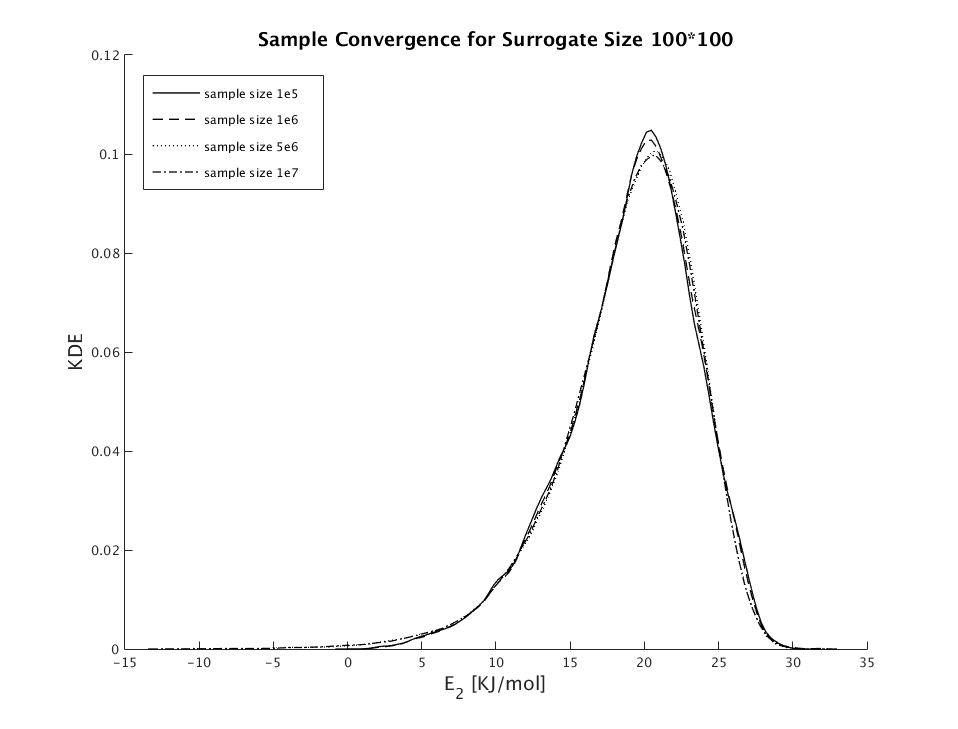 Sample Convergence for Surrogate Size 100*100
0.12
sample size 1e5
sample size 1e6
sample size 5e6
sample size 1e7
0.1
0.08
0.06
0.04
0.02
0
KDE
-15 -10 -5 0 5 10 15 20 25 30 35
E2 [KJ/mol]